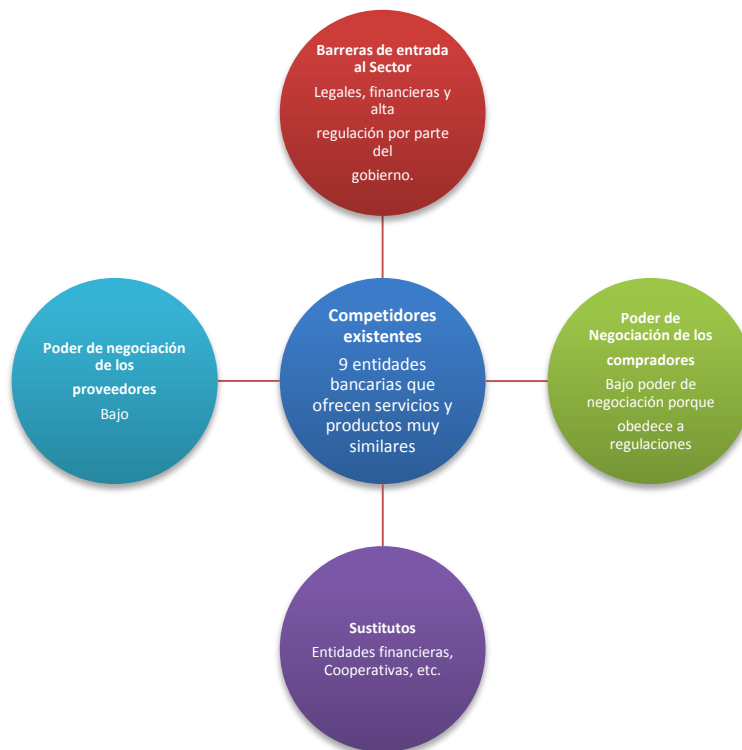 Barreras de entrada
al Sector
Legales, financieras y
alta
regulación por parte
del
gobierno.
Poder de negociación
de los
proveedores
Bajo
Competidores
existentes
9 entidades
bancarias que
ofrecen servicios y
productos muy
similares
Poder de
Negociación de los
compradores
Bajo poder de
negociación porque
obedece a
regulaciones
Sustitutos
Entidades financieras,
Cooperativas, etc.